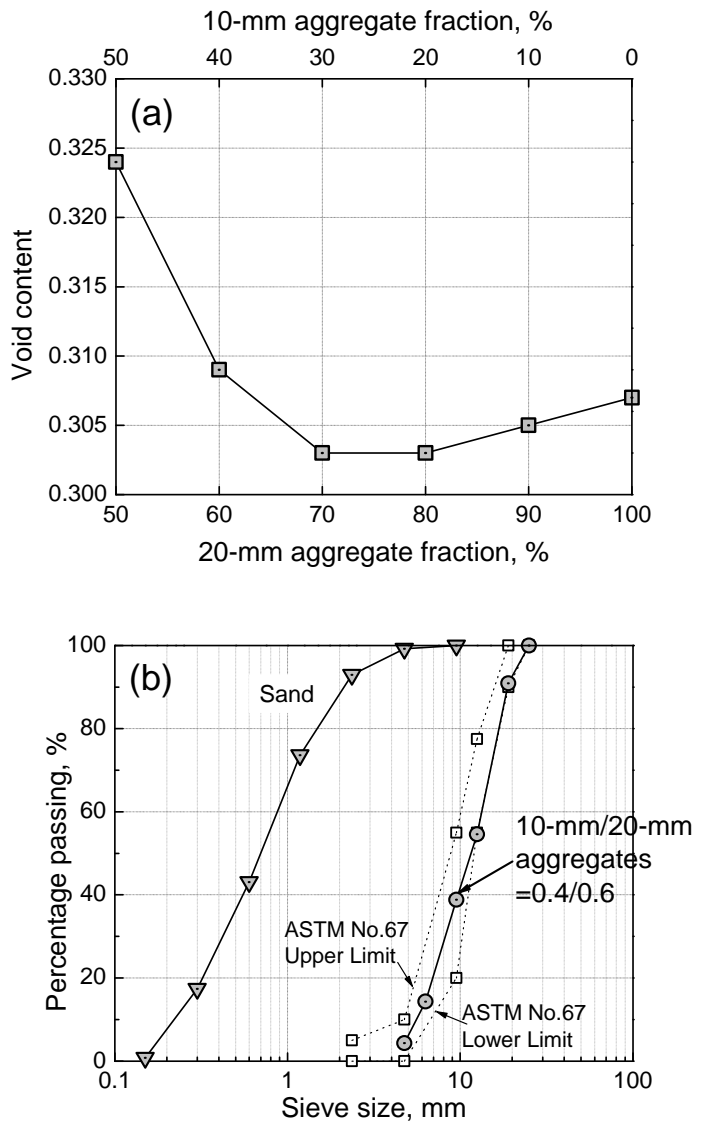 10-mm aggregate fraction, %
50 40 30 20 10 0
0.330
(a)
0.325
0.320
0.315
0.310
0.305
0.300
Void content
50 60 70 80 90 100
20-mm aggregate fraction, %
100
(b)
Sand
80
60
10-mm/20-mm
aggregates
=0.4/0.6
40
ASTM No.67
Upper Limit
20
ASTM No.67
Lower Limit
0
Percentage passing, %
0.1 1 10 100
Sieve size, mm